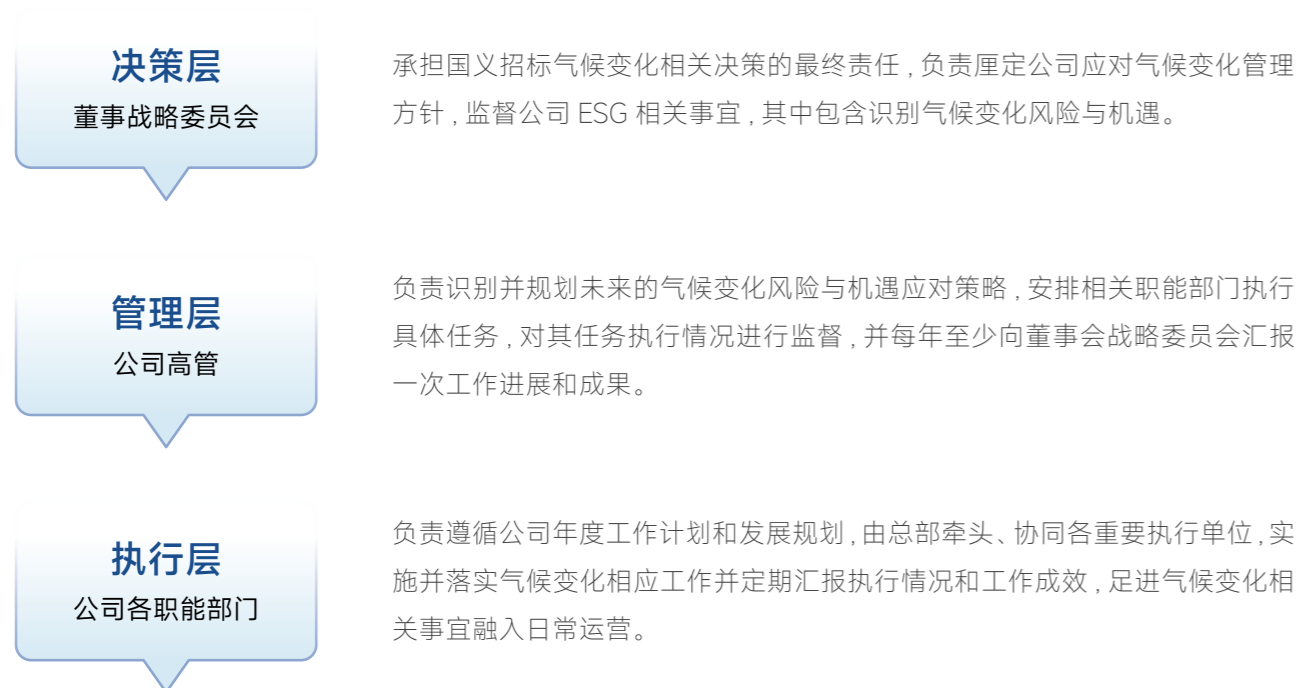 决策层
董事战略委员会
承担国义招标气候变化相关决策的最终责任,负责厘定公司应对气候变化管理
方针,监督公司 ESG 相关事宜,其中包含识别气候变化风险与机遇。
管理层
公司高管
负责识别并规划未来的气候变化风险与机遇应对策略,安排相关职能部门执行
具体任务,对其任务执行情况进行监督,并每年至少向董事会战略委员会汇报
一次工作进展和成果。
执行层
公司各职能部门
负责遵循公司年度工作计划和发展规划,由总部牵头、协同各重要执行单位,实
施并落实气候变化相应工作并定期汇报执行情况和工作成效,足进气候变化相
关事宜融入日常运营。